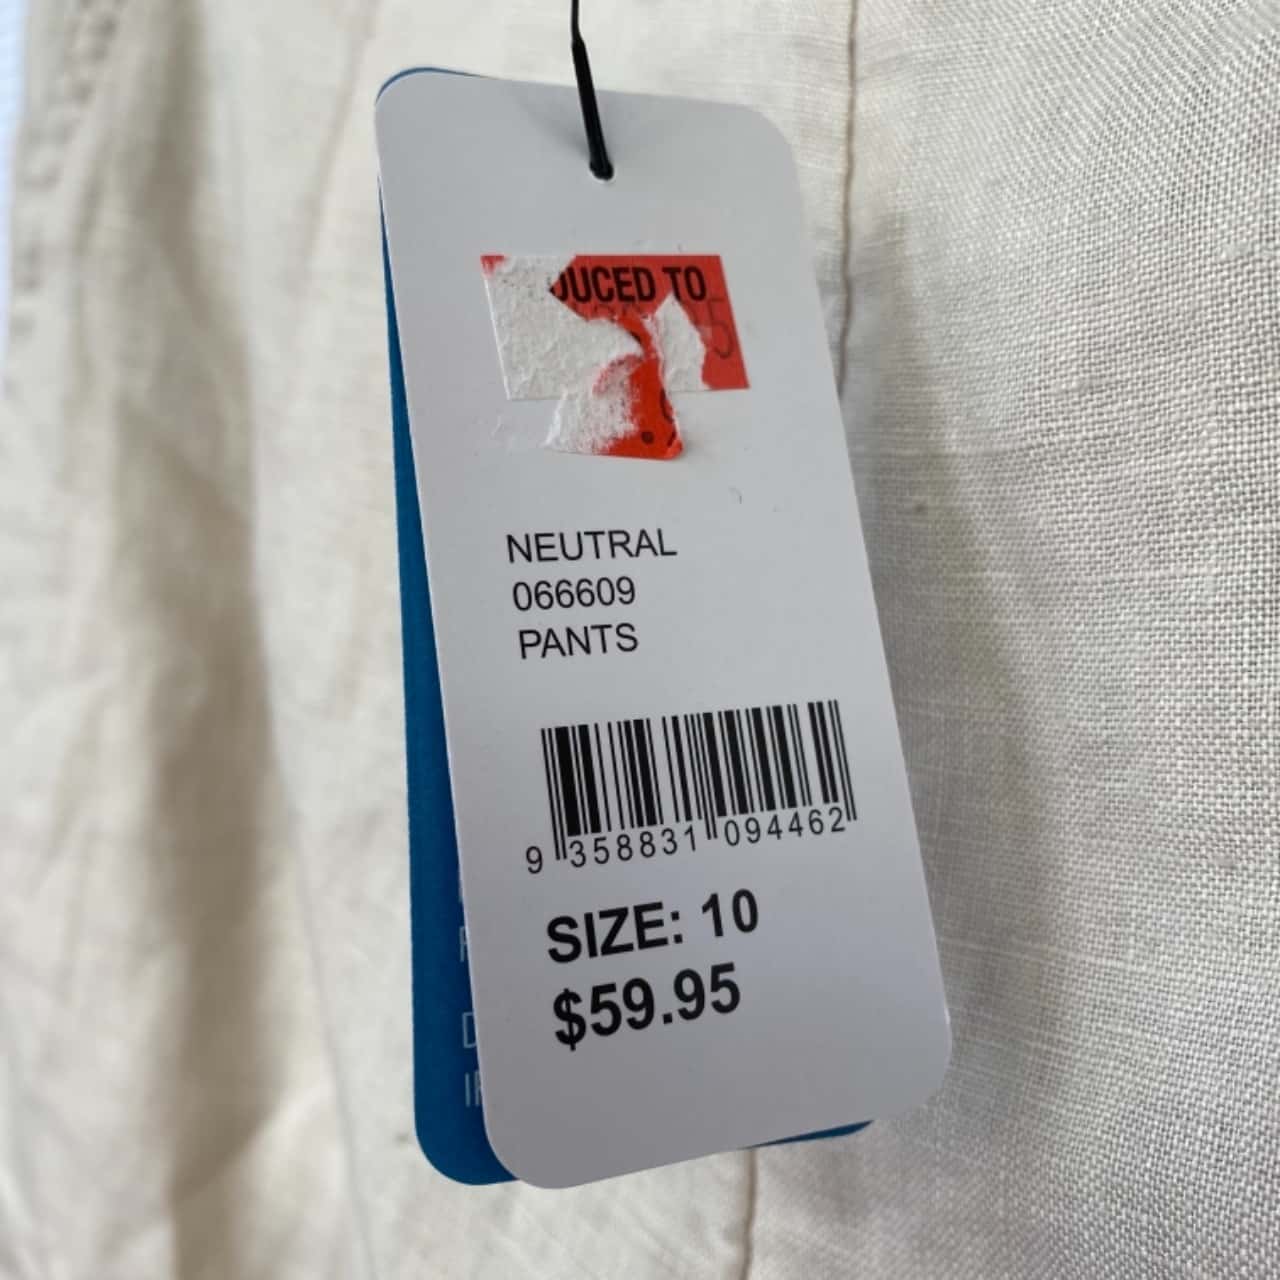 DUCED TO
NEUTRAL
066609
PANTS
9 358831 094462
SIZE: 10
$59.95